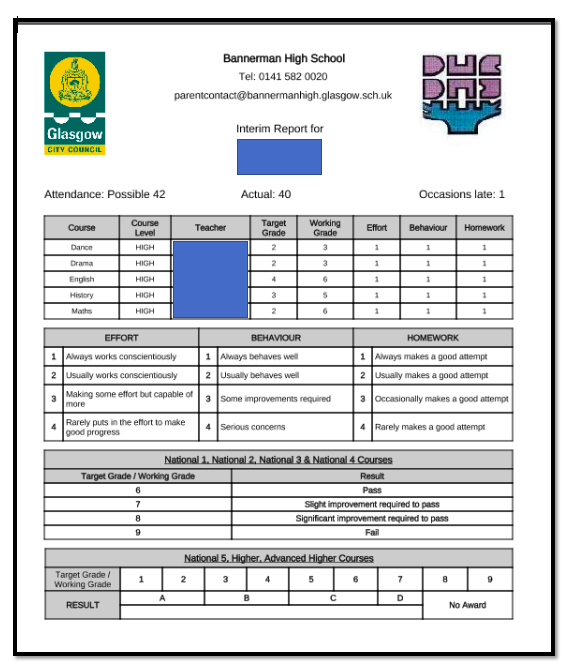 Bannerman High School
Tel: 0141 582 0020
parentcontact@bannermanhigh.glasgow.sch.uk
Glasgow
CITY COUNCIL
Interim Report for
Attendance: Possible 42 Actual: 40 Occasions late: 1
Course Course Level Teacher Target Grade Working Grade Effort Behaviour Homework
Dance HIGH 2 3 1 1 1
Drama HIGH 2 3 1 1 1
English HIGH 4 6 1 1 1
History HIGH 3 5 1 1 1
Maths HIGH 2 6 1 1 1
EFFORT BEHAVIOUR HOMEWORK
1 Always works conscientiously 1 Always behaves well 1 Always makes a good attempt
2 Usually works conscientiously 2 Usually behaves well 2 Usually makes a good attempt
3 Making some effort but capable of more 3 Some improvements required 3 Occasionally makes a good attempt
4 Rarely puts in the effort to make good progress 4 Serious concerns 4 Rarely makes a good attempt
National 1, National 2, National 3 & National 4 Courses
Target Grade / Working Grade Result
6 Pass
7 Slight improvement required to pass
8 Significant improvement required to pass
9 Fail
National 5, Higher, Advanced Higher Courses
Target Grade / Working Grade 1 2 3 4 5 6 7 8 9
RESULT A B C D No Award